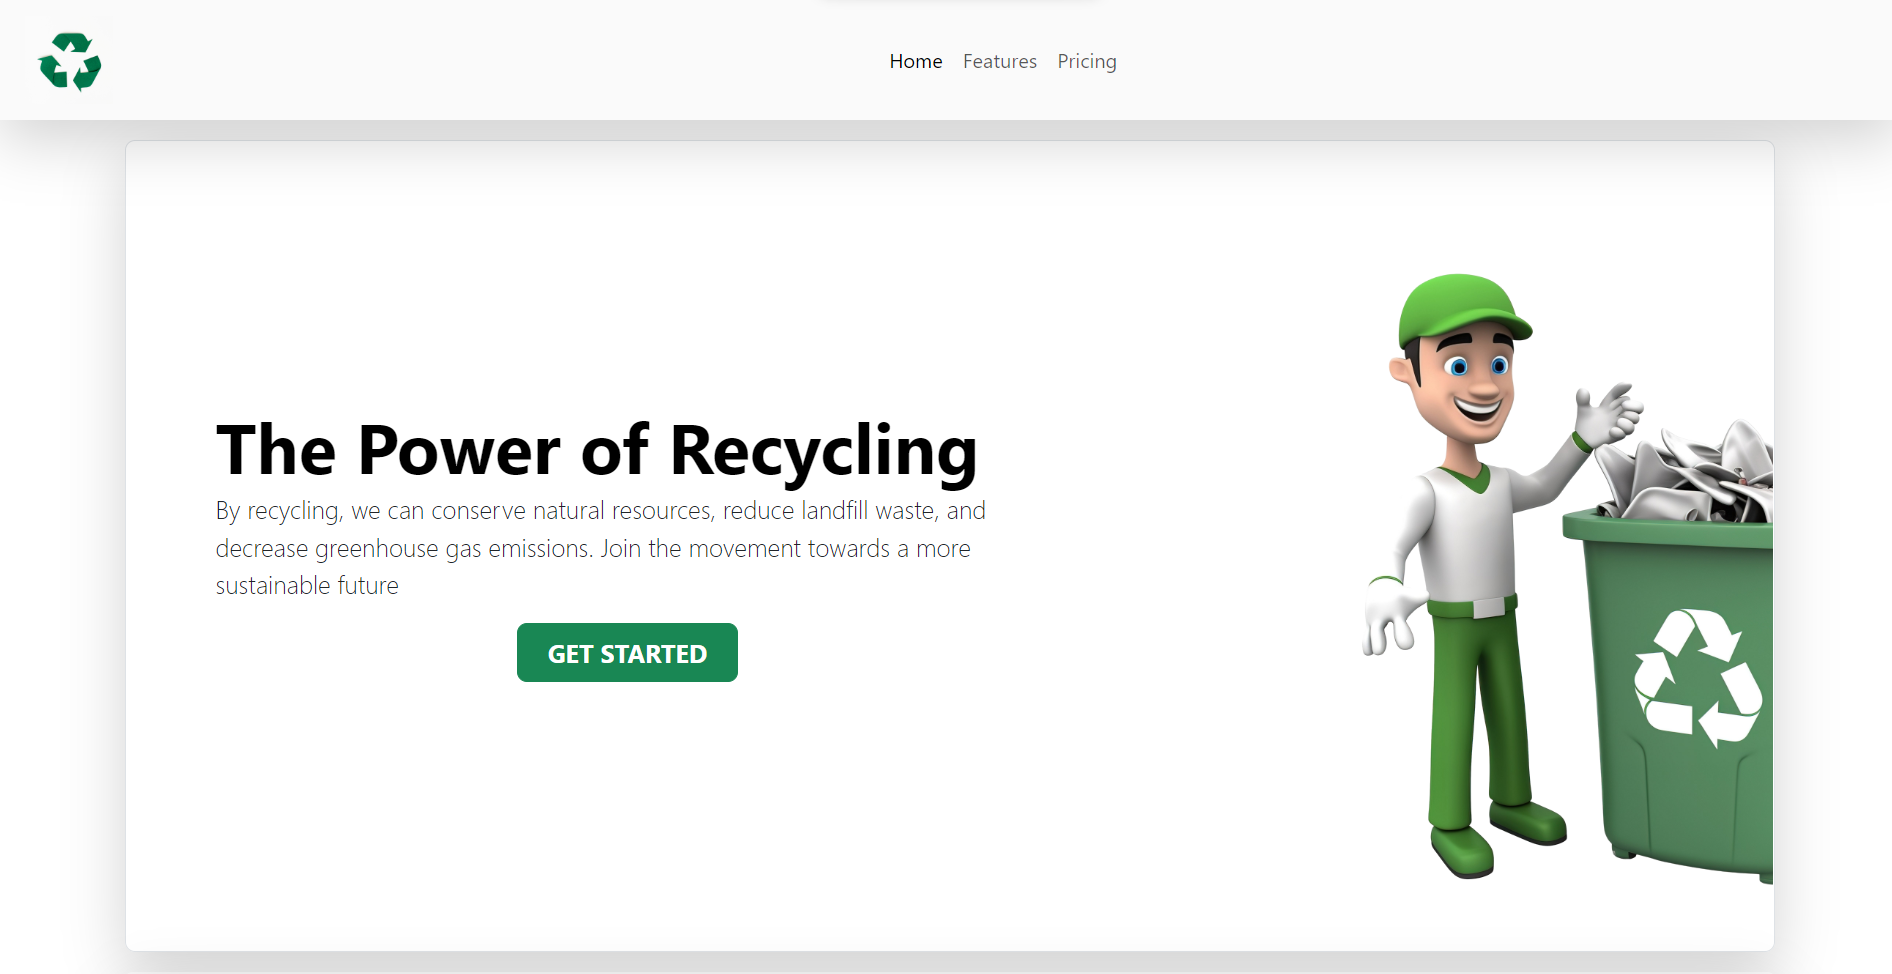 Home Features Pricing
The Power of Recycling
By recycling, we can conserve natural resources, reduce landfill waste, and
decrease greenhouse gas emissions. Join the movement towards a more
sustainable future
GET STARTED